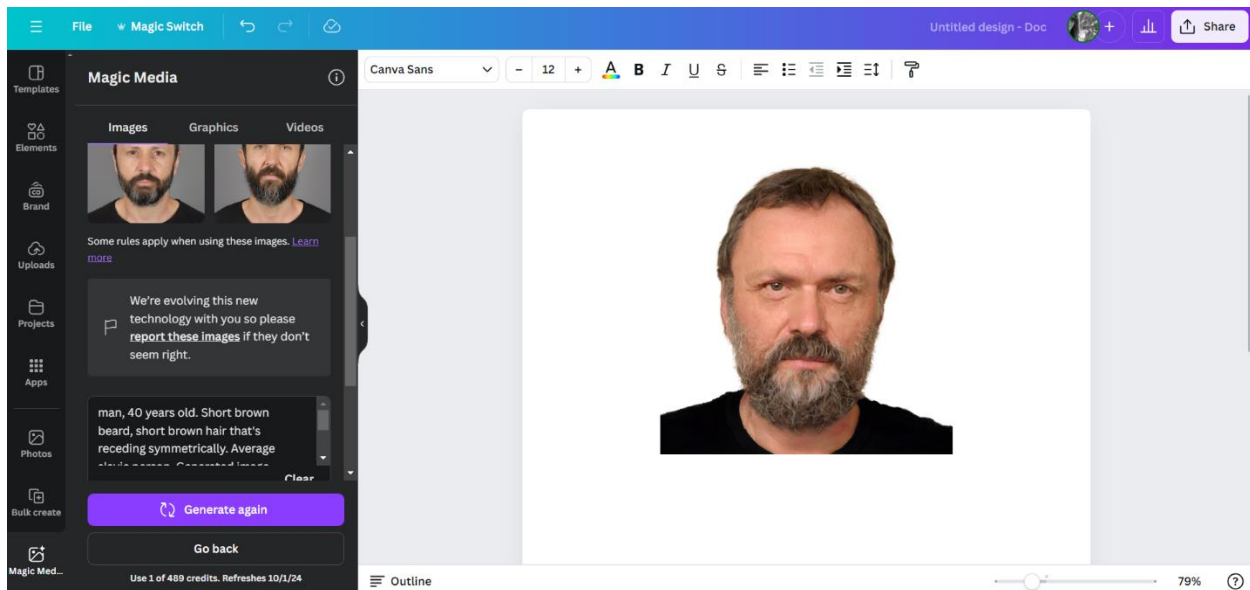 File
Magic Switch
Untitled design - Doc
+
Share
Templates
Elements
Brand
Uploads
Projects
Apps
Photos
Bulk create
Magic Med...
Magic Media
Images Graphics Videos
Some rules apply when using these images. Learn
more
We're evolving this new
technology with you so please
report these images if they don't
seem right.
man, 40 years old. Short brown
beard, short brown hair that's
receding symmetrically. Average
Clear
Generate again
Go back
Use 1 of 489 credits. Refreshes 10/1/24
Canva Sans - 12 + A B I U S
Outline
79% ?